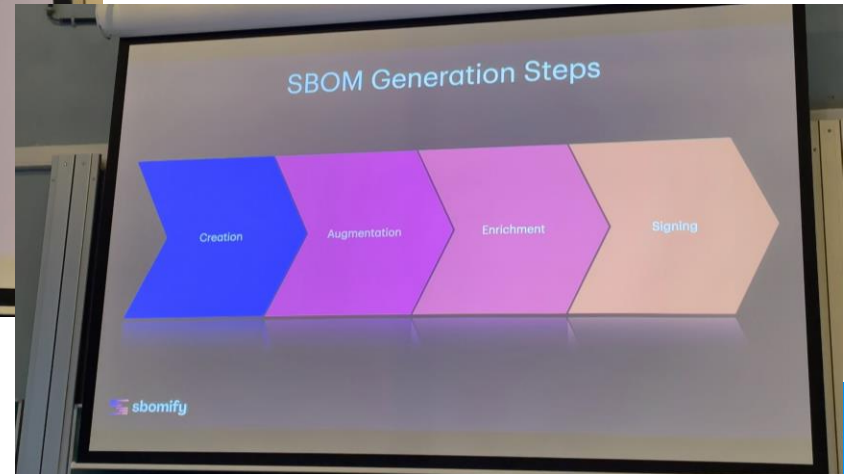 SBOM Generation Steps
Creation
Augmentation
Enrichment
Signing
sbomify